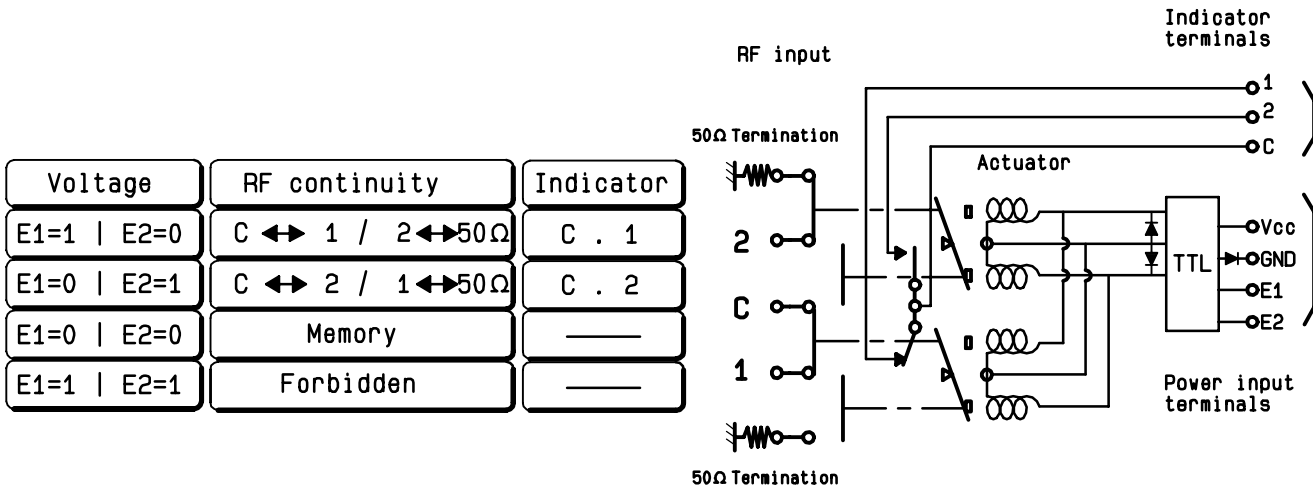 Voltage | RF continuity | Indicator
E1=1 | E2=0 C ↔ 1 / 2↔50Ω C . 1
E1=0 | E2=1 C ↔ 2 / 1↔50Ω C . 2
E1=0 | E2=0 Memory ———
E1=1 | E2=1 Forbidden ———
Indicator
terminals
RF input
1
2
C
50Ω Termination
Actuator
2
C
1
TTL
Vcc
GND
E1
E2
Power input
terminals
50Ω Termination